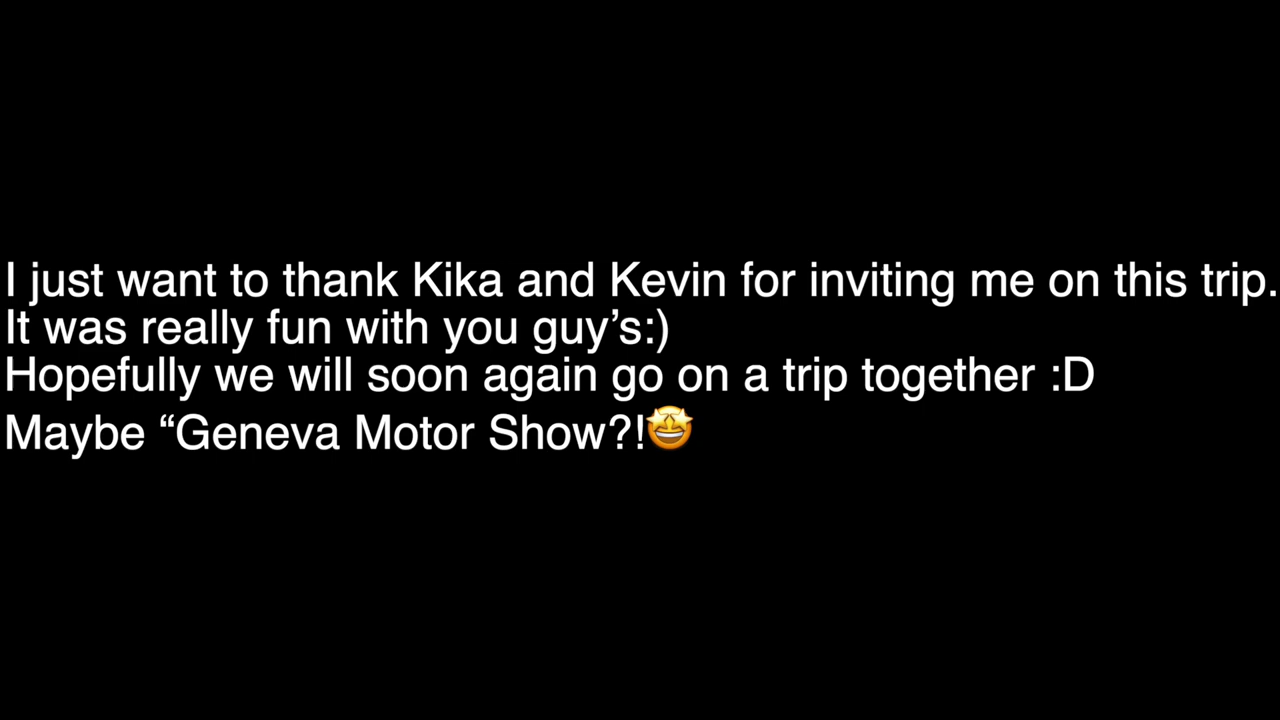 I just want to thank Kika and Kevin for inviting me on this trip.
It was really fun with you guy’s:)
Hopefully we will soon again go on a trip together :D
Maybe “Geneva Motor Show?!🤩